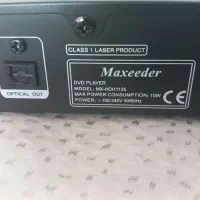 CLASS 1 LASER PRODUCT
Maxeeder
DVD PLAYER
MODEL: MX-HDH1135
MAX POWER CONSUMPTION: 10W
POWER: ~ 100-240V 50/60Hz
CE
OPTICAL OUT